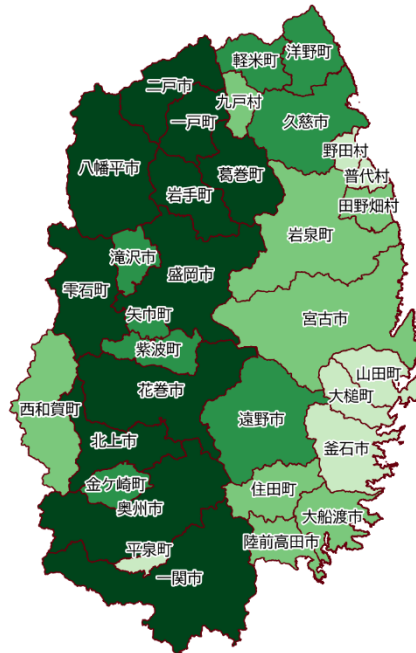 洋野町
軽米町
二戸市
九戸村
一戸町
久慈市
野田村
八幡平市
葛巻町
普代村
岩手町
田野畑村
岩泉町
滝沢市
盛岡市
雫石町
矢巾町
宮古市
紫波町
山田町
花巻市
大槌町
西和賀町
遠野市
北上市
釜石市
金ケ崎町
住田町
奥州市
大船渡市
平泉町
陸前高田市
一関市